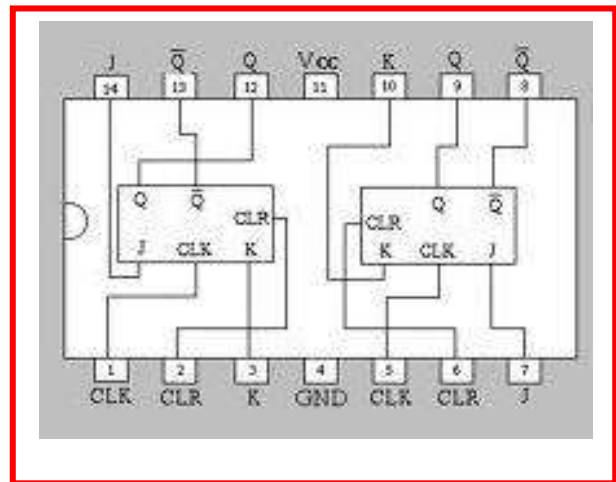 J Q̅ Q Vcc K Q Q̅
14 13 12 11 10 9 8
Q Q̅ Q Q̅
CLR CLR
J CLK K K CLK J
1 2 3 4 5 6 7
CLK CLR K GND CLK CLR J